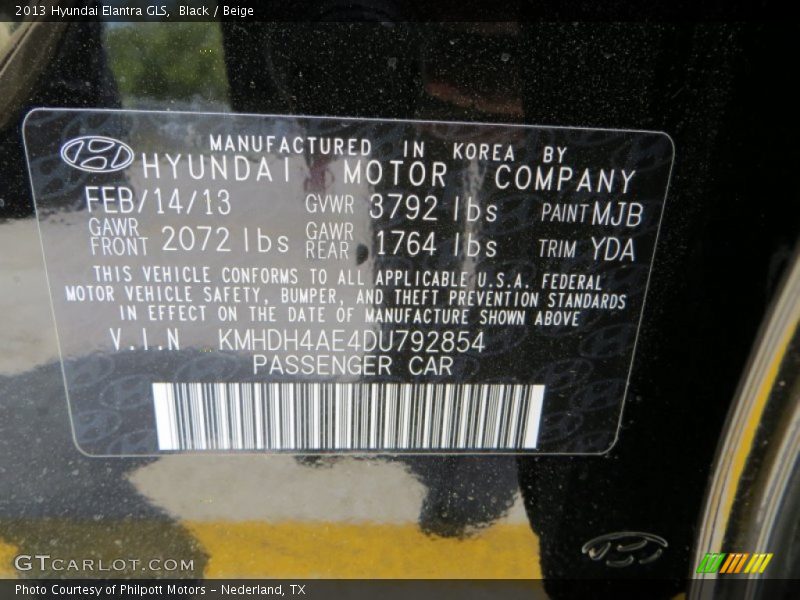 2013 Hyundai Elantra GLS, Black / Beige
MANUFACTURED IN KOREA BY
HYUNDAI MOTOR COMPANY
FEB/14/13 GVWR 3792 lbs PAINT MJB
GAWR FRONT 2072 lbs GAWR REAR 1764 lbs TRIM YDA
THIS VEHICLE CONFORMS TO ALL APPLICABLE U.S.A. FEDERAL
MOTOR VEHICLE SAFETY, BUMPER, AND THEFT PREVENTION STANDARDS
IN EFFECT ON THE DATE OF MANUFACTURE SHOWN ABOVE
V.I.N KMHDH4AE4DU792854
PASSENGER CAR
GTCARLOT.COM
Photo Courtesy of Philpott Motors - Nederland, TX